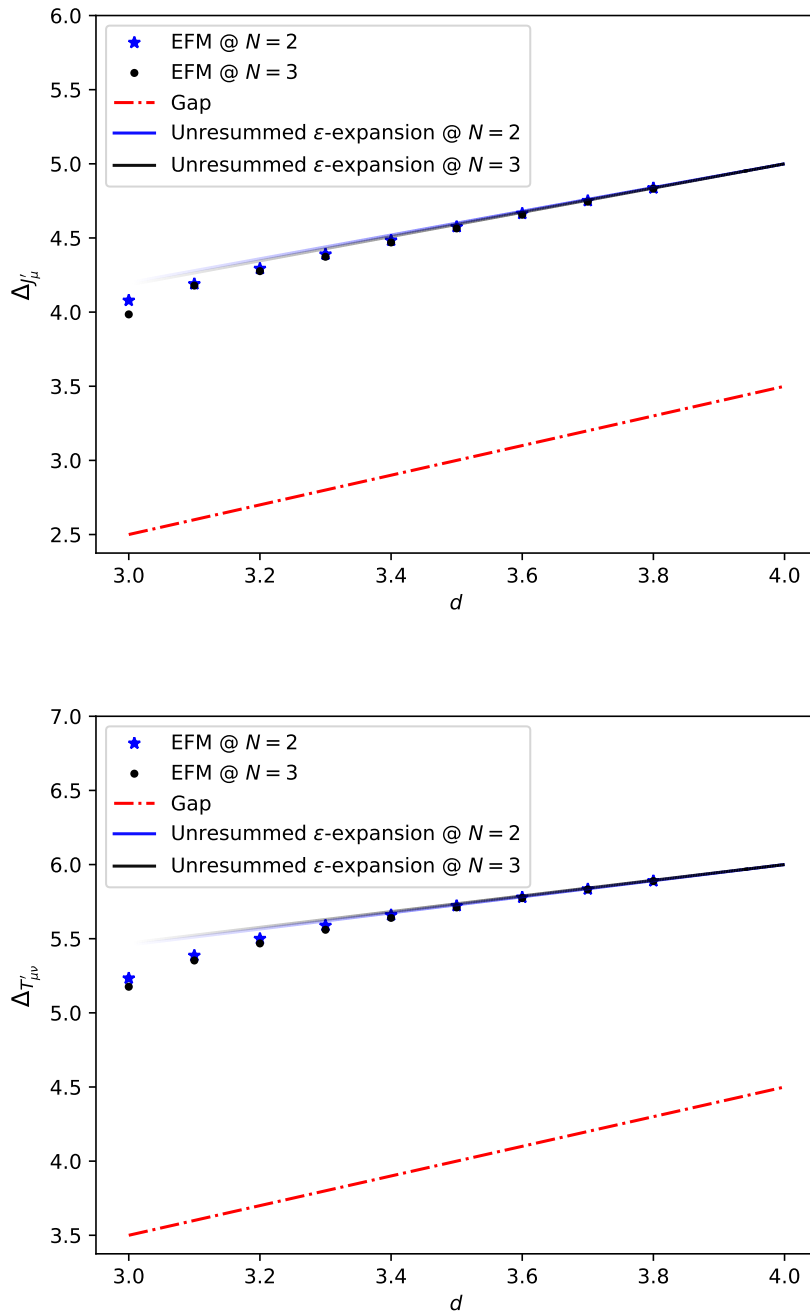 6.0
5.5
5.0
4.5
4.0
3.5
3.0
2.5
Δ_{J'_μ}
EFM @ N = 2
EFM @ N = 3
Gap
Unresummed ε-expansion @ N = 2
Unresummed ε-expansion @ N = 3
3.0 3.2 3.4 3.6 3.8 4.0
d
7.0
6.5
6.0
5.5
5.0
4.5
4.0
3.5
Δ_{T'_{μν}}
EFM @ N = 2
EFM @ N = 3
Gap
Unresummed ε-expansion @ N = 2
Unresummed ε-expansion @ N = 3
3.0 3.2 3.4 3.6 3.8 4.0
d